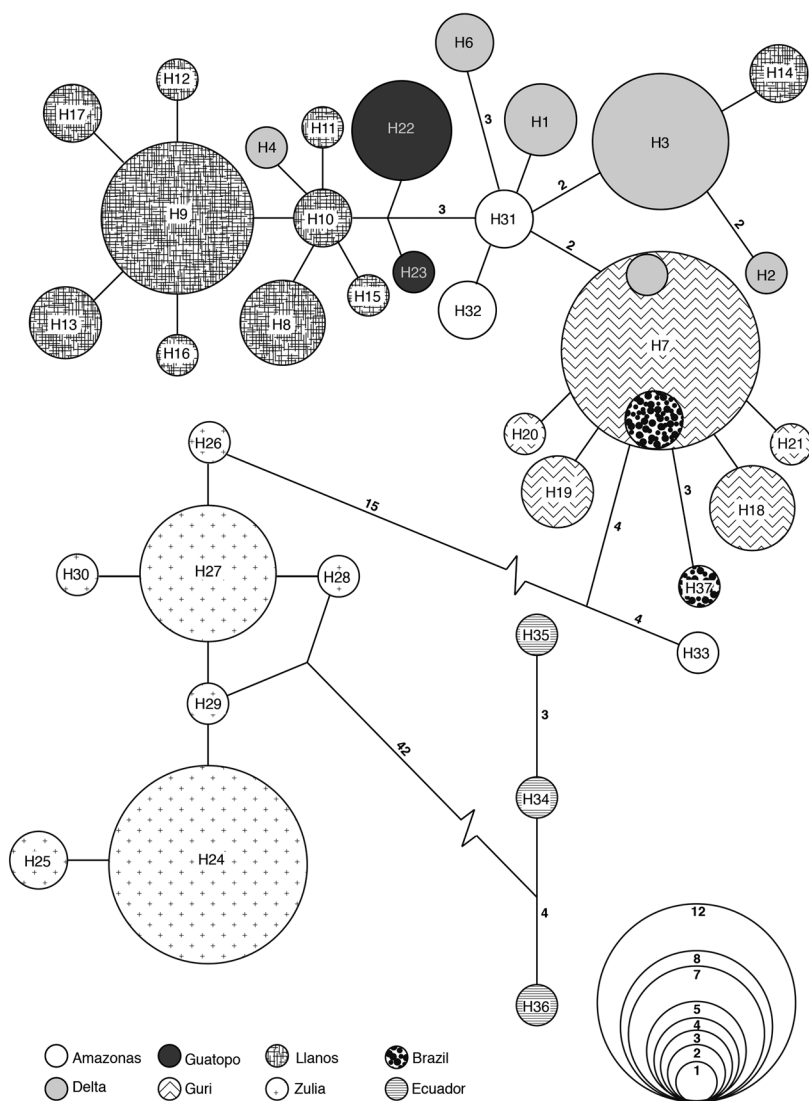 H6
H12
H14
H17
H11
H22
H1
H4
3
H3
2
H9
H10
3
H31
2
2
H23
H2
H15
H32
H13
H8
H7
H16
H20
H21
H26
H19
H18
3
15
4
H30
H27
H28
H37
4
H35
H33
H29
3
42
H34
H24
H25
12
4
8
7
5
4
3
2
1
H36
Amazonas Guatopo Llanos Brazil
Delta Guri Zulia Ecuador